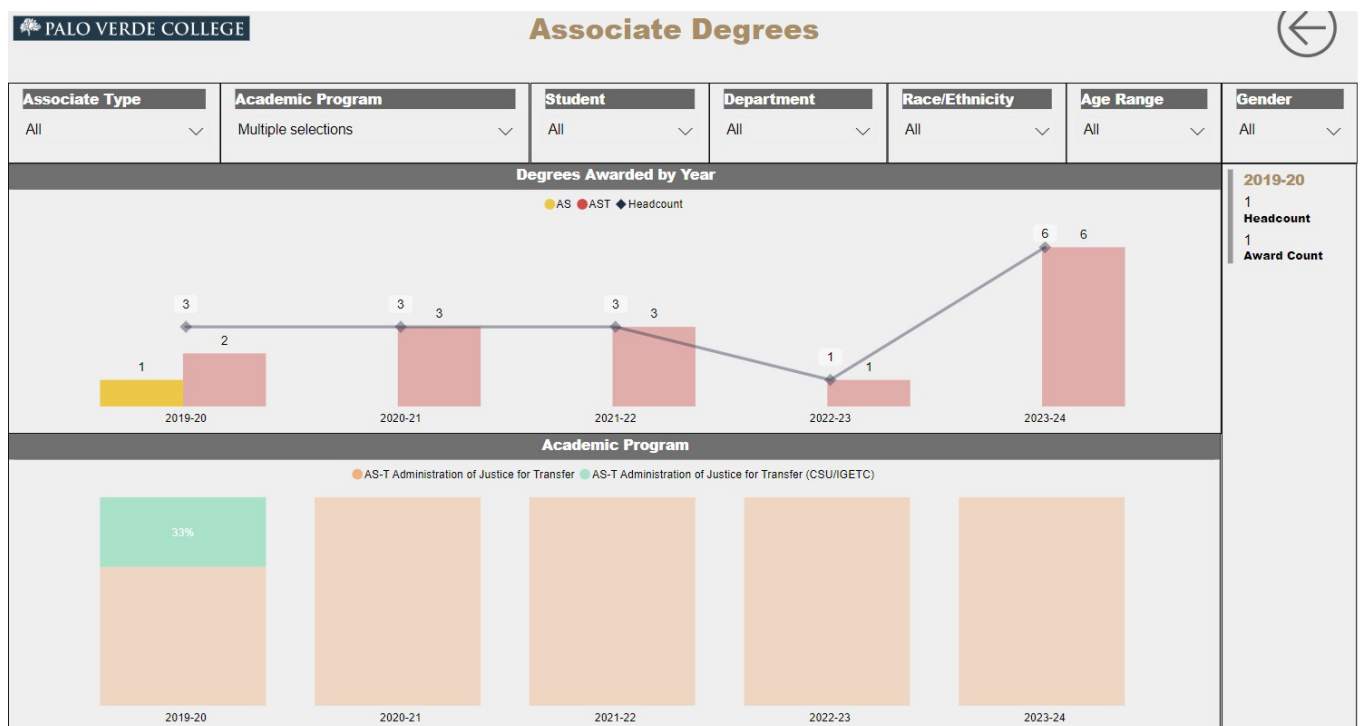 PALO VERDE COLLEGE
Associate Degrees
Associate Type
All
Academic Program
Multiple selections
Student
All
Department
All
Race/Ethnicity
All
Age Range
All
Gender
All
Degrees Awarded by Year
AS AST Headcount
3
1
2
3
3
3
3
1
1
6
6
2019-20
2020-21
2021-22
2022-23
2023-24
2019-20
1
Headcount
1
Award Count
Academic Program
AS-T Administration of Justice for Transfer AS-T Administration of Justice for Transfer (CSU/IGETC)
33%
2019-20
2020-21
2021-22
2022-23
2023-24